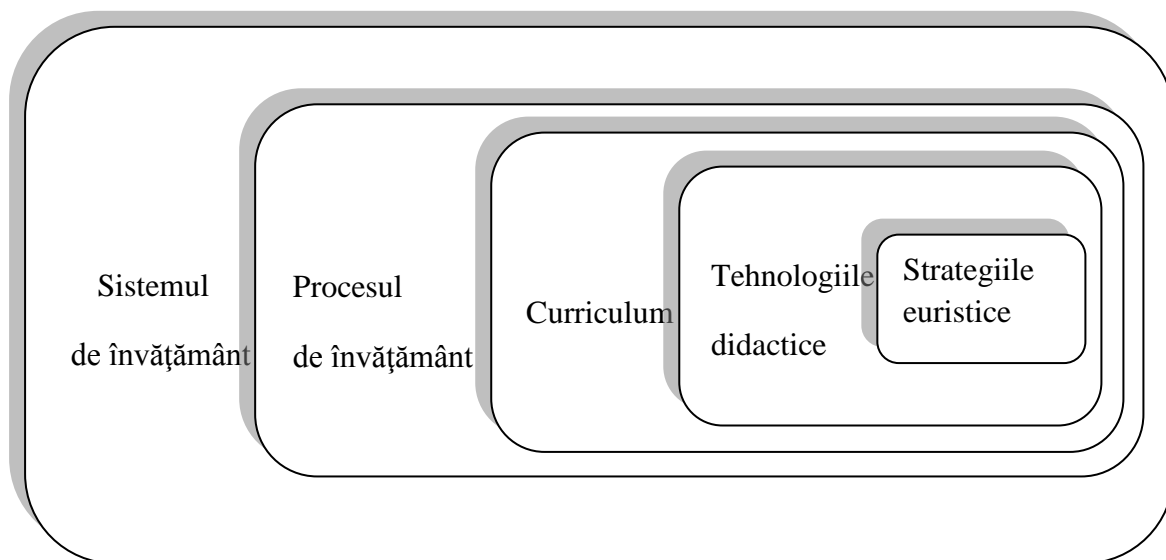 Sistemul
de învăţământ
Procesul
de învăţământ
Curriculum
Tehnologiile
didactice
Strategiile
euristice